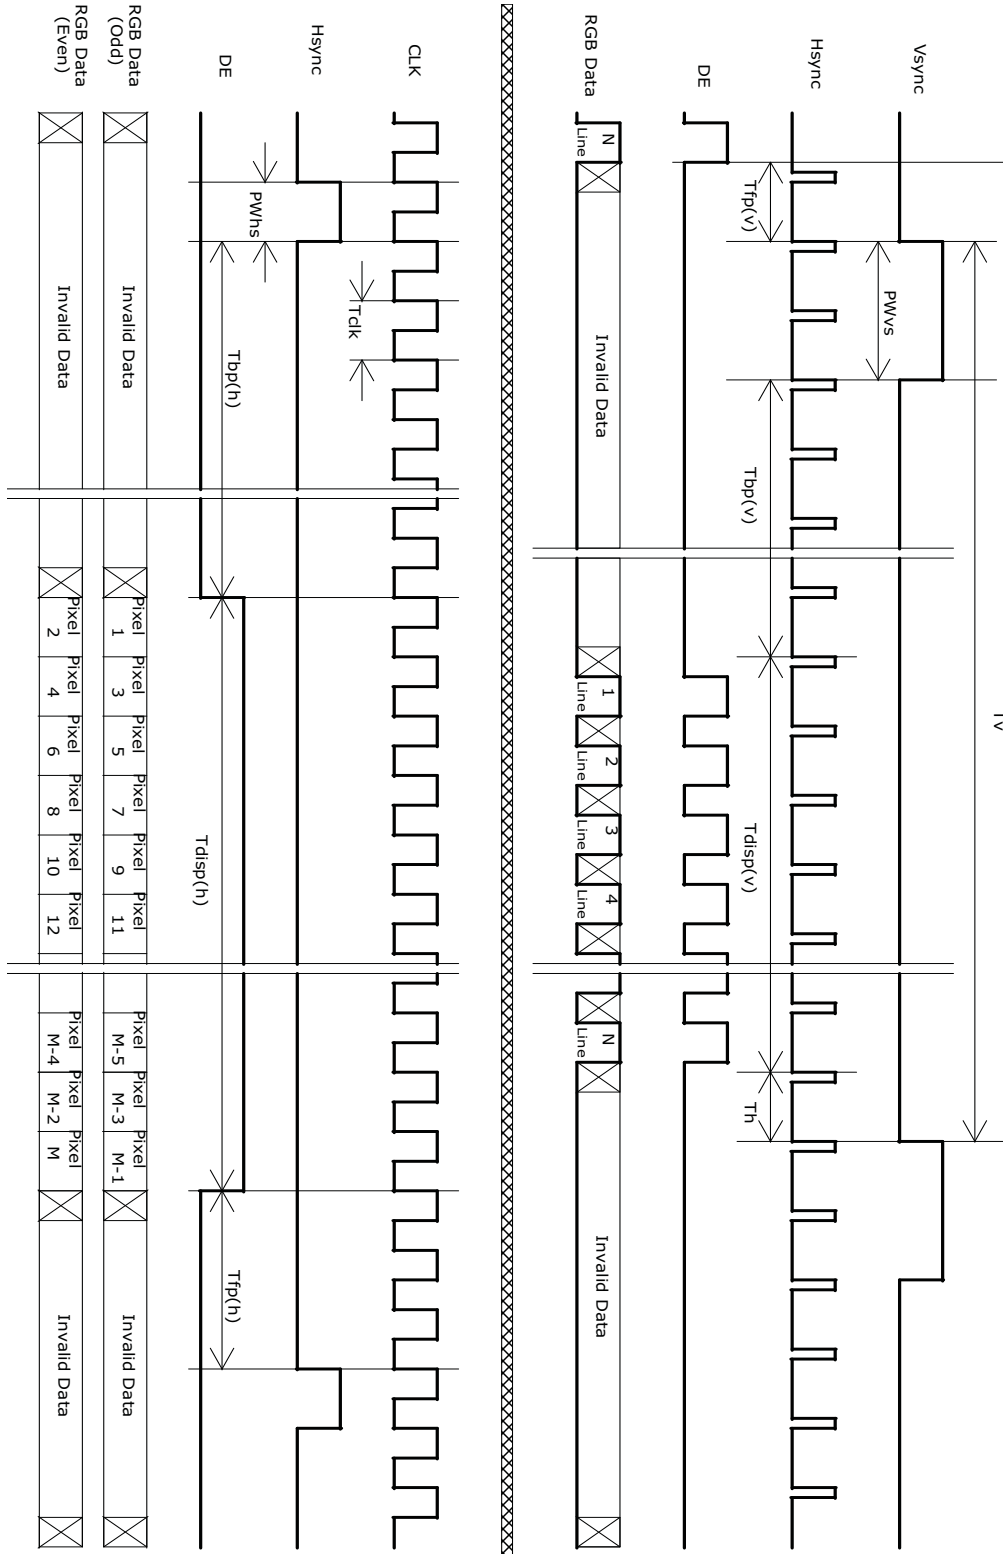 Vsync
Tv
PWvs
Hsync
Tfp(v)
Tbp(v)
Tdisp(v)
Th
DE
RGB Data
N
Line
Invalid Data
1
Line
2
Line
3
Line
4
Line
N
Line
Invalid Data
CLK
Tclk
Hsync
PWhs
Tbp(h)
Tdisp(h)
Tfp(h)
DE
RGB Data
(Odd)
Invalid Data
Pixel
1
Pixel
3
Pixel
5
Pixel
7
Pixel
9
Pixel
11
Pixel
M-5
Pixel
M-3
Pixel
M-1
Invalid Data
RGB Data
(Even)
Invalid Data
Pixel
2
Pixel
4
Pixel
6
Pixel
8
Pixel
10
Pixel
12
Pixel
M-4
Pixel
M-2
Pixel
M
Invalid Data